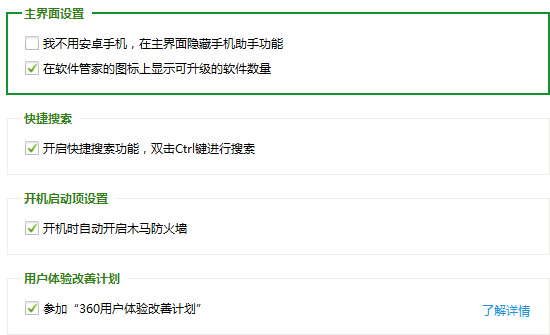 主界面设置
我不用安卓手机，在主界面隐藏手机助手功能
在软件管家的图标上显示可升级的软件数量
快捷搜索
开启快捷搜索功能，双击Ctrl键进行搜索
开机启动项设置
开机时自动开启木马防火墙
用户体验改善计划
参加“360用户体验改善计划”
了解详情